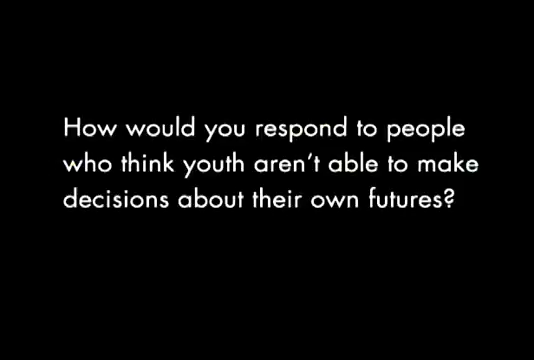 How would you respond to people
who think youth aren't able to make
decisions about their own futures?